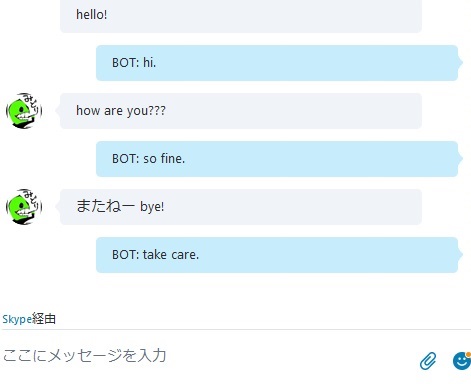 hello!
BOT: hi.
how are you???
BOT: so fine.
またねー bye!
BOT: take care.
Skype経由
ここにメッセージを入力